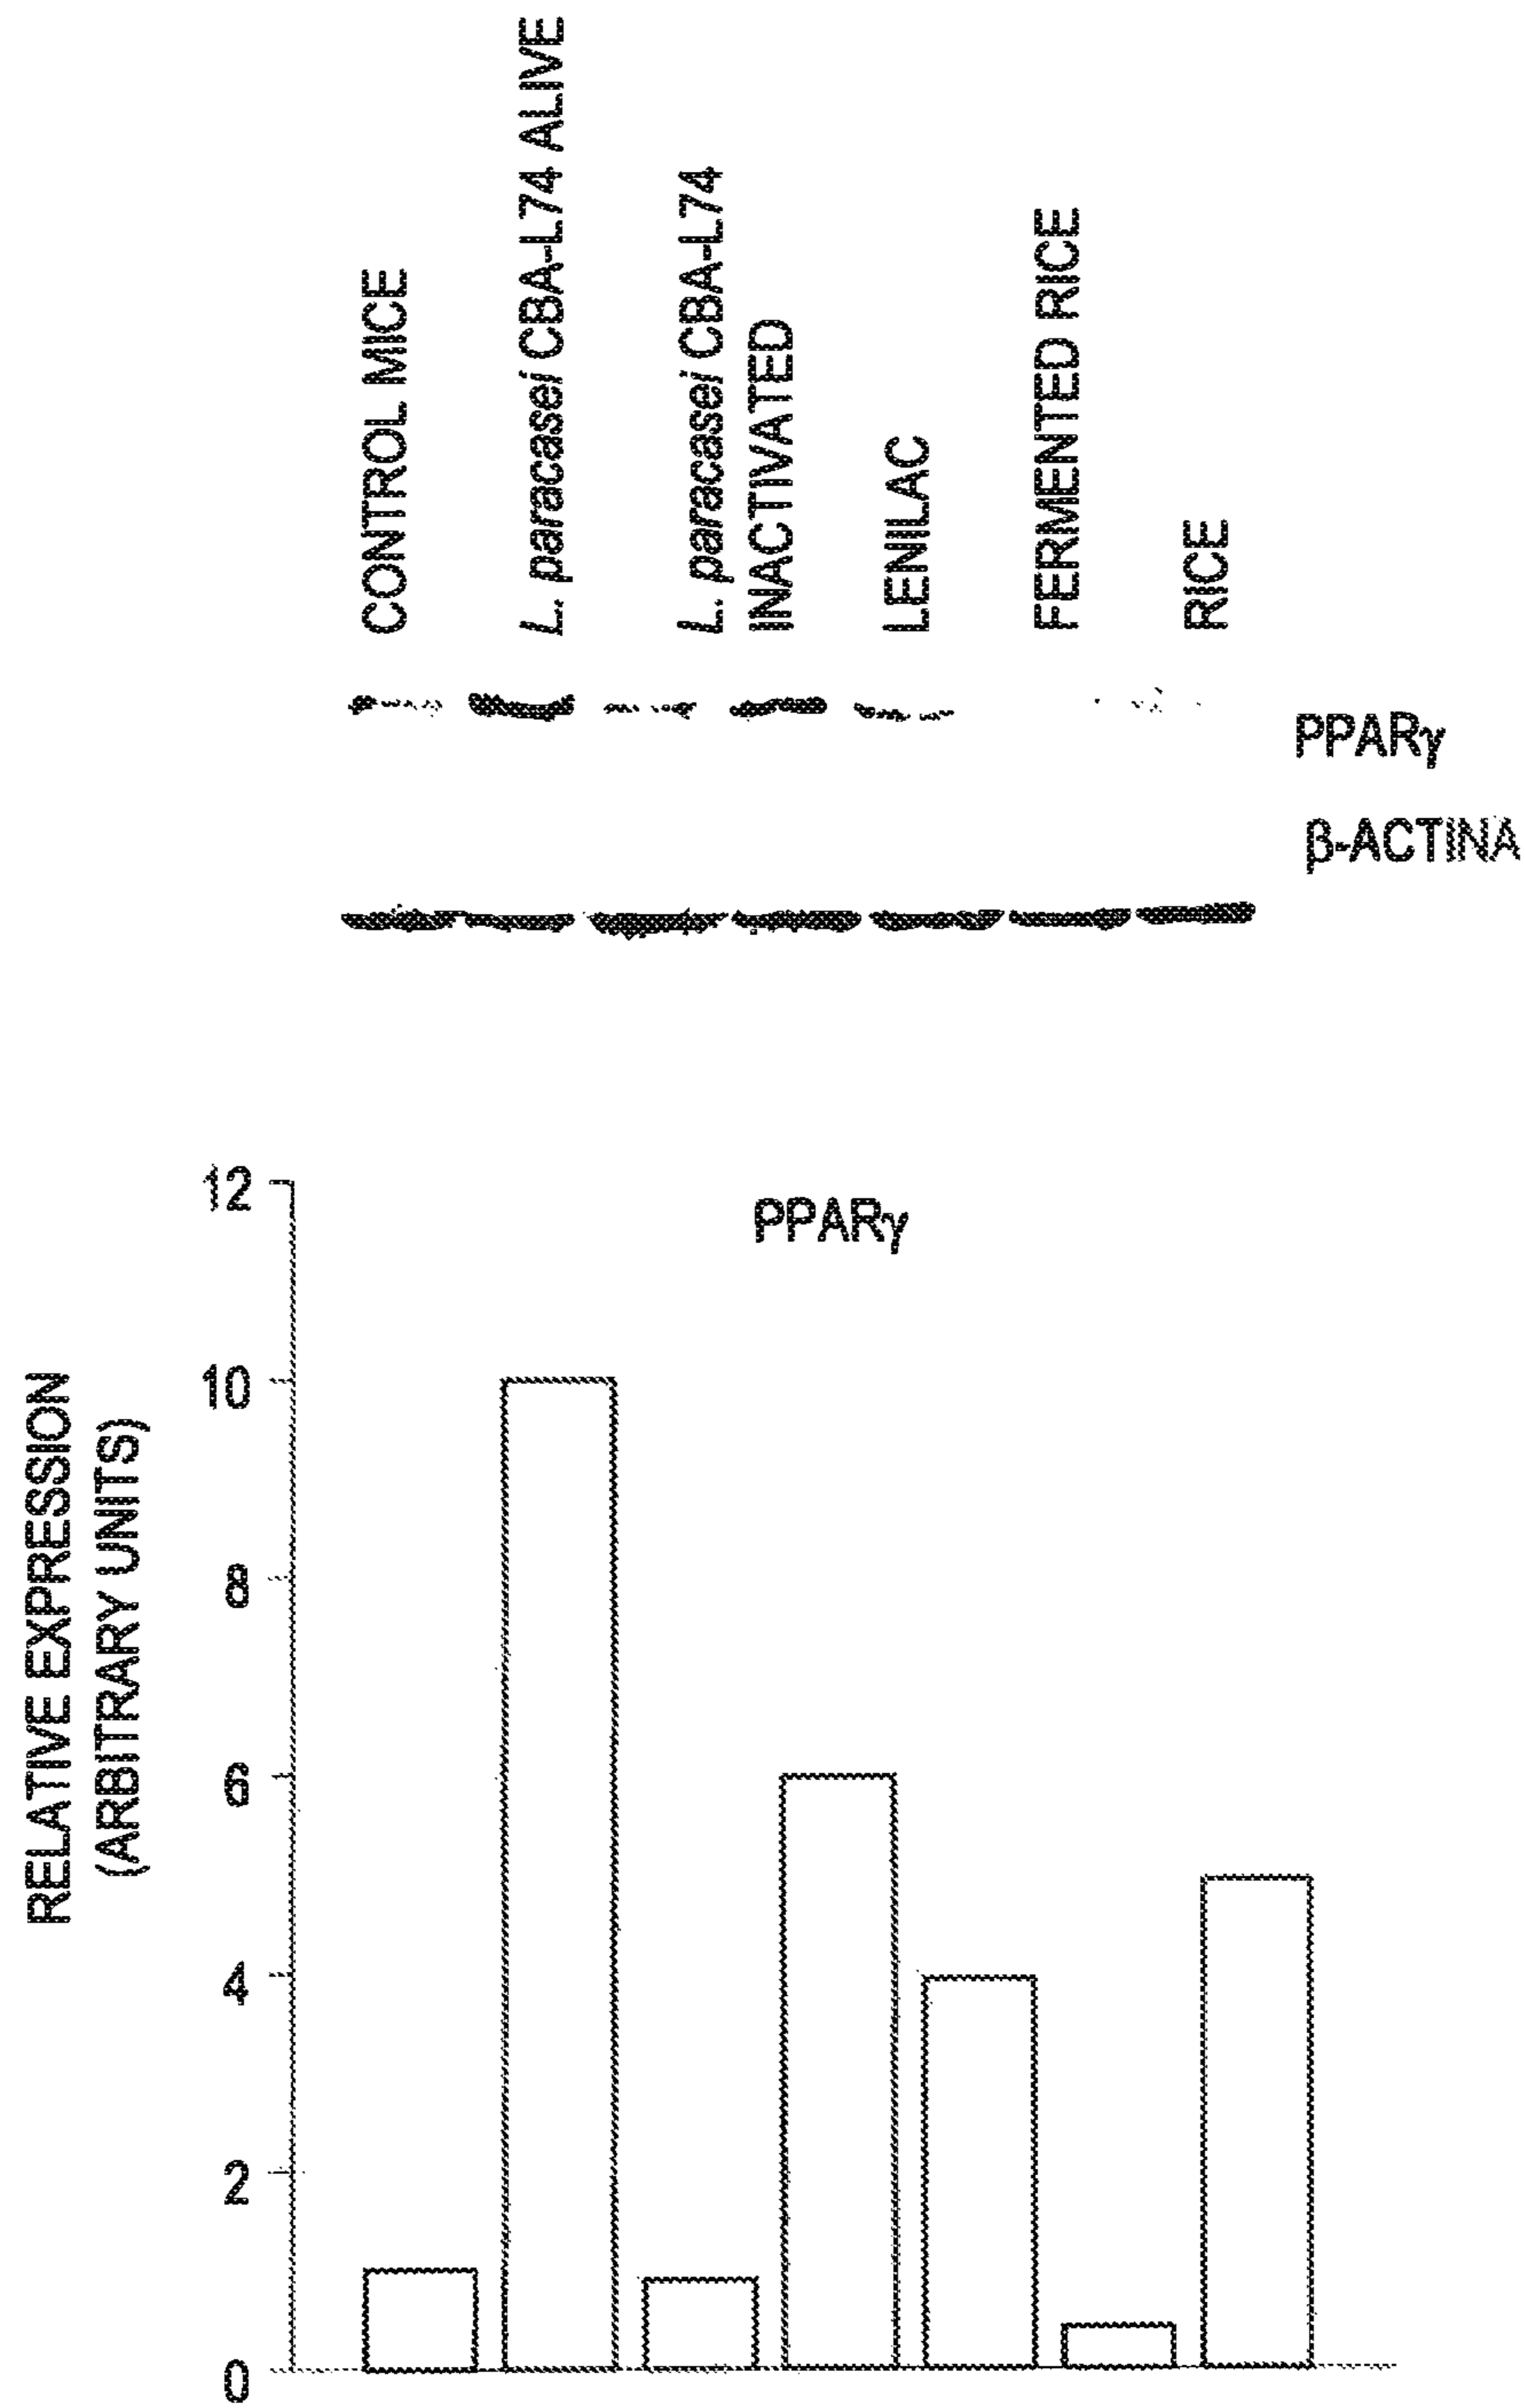 CONTROL MICE
L. paracasei CBA-L74 ALIVE
L. paracasei CBA-L74
INACTIVATED
LENILAC
FERMENTED RICE
RICE
PPARγ
β-ACTINA
PPARγ
RELATIVE EXPRESSION
(ARBITRARY UNITS)
12
10
8
6
4
2
0